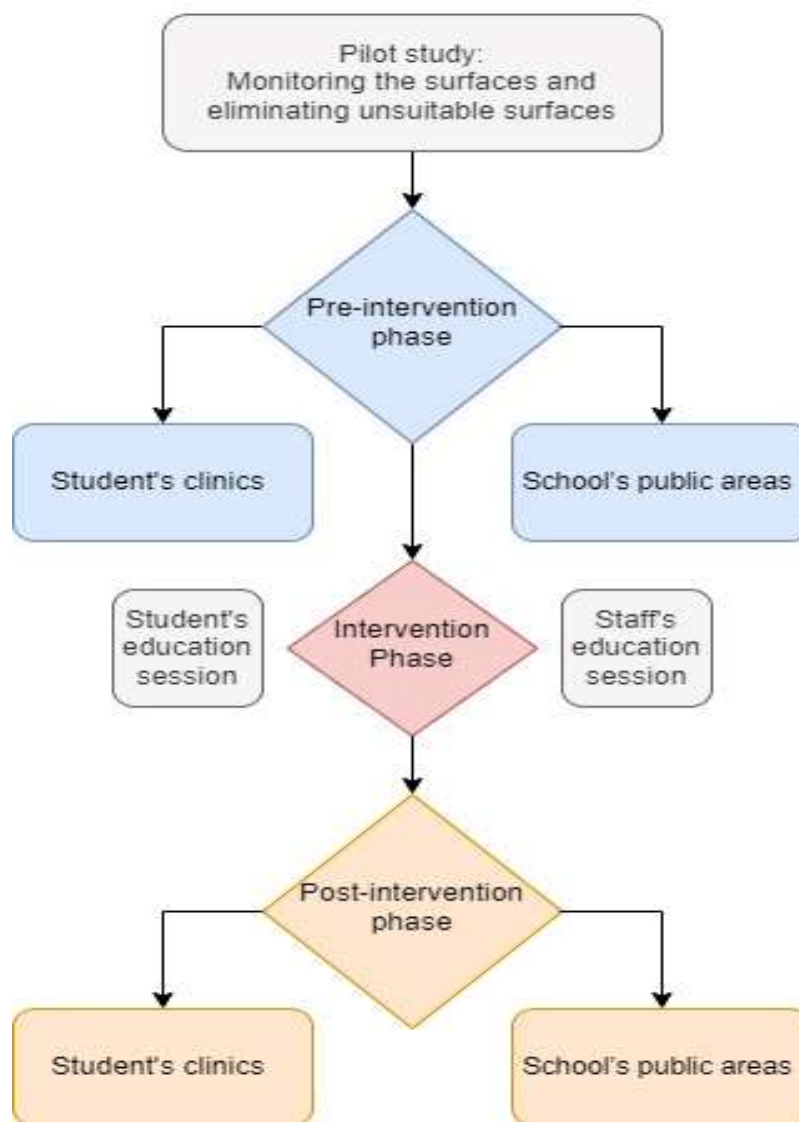 Pilot study:
Monitoring the surfaces and
eliminating unsuitable surfaces
Pre-intervention
phase
Student's clinics
School's public areas
Student's
education
session
Intervention
Phase
Staff's
education
session
Post-intervention
phase
Student's clinics
School's public areas